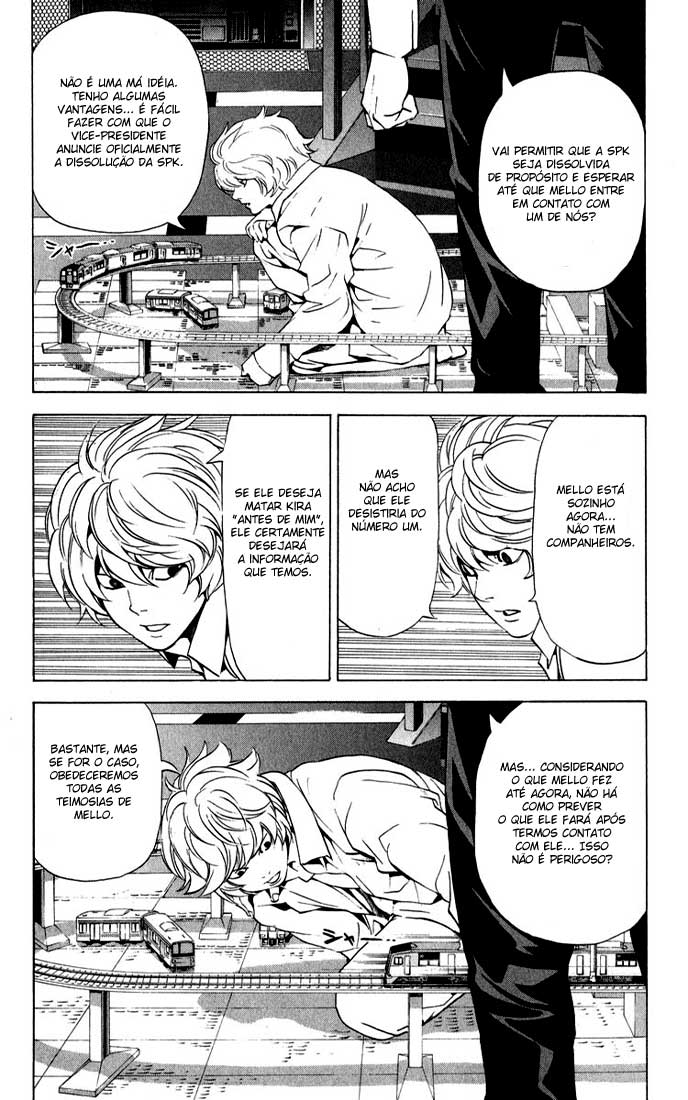 VAI PERMITIR QUE A SPK
SEJA DISSOLVIDA
DE PROPÓSITO E ESPERAR
ATÉ QUE MELLO ENTRE
EM CONTATO COM
UM DE NÓS?
NÃO É UMA MÁ IDÉIA.
TENHO ALGUMAS
VANTAGENS... É FÁCIL
FAZER COM QUE O
VICE-PRESIDENTE
ANUNCIE OFICIALMENTE
A DISSOLUÇÃO DA SPK.
シャー...
MELLO ESTÁ
SOZINHO
AGORA...
NÃO TEM
COMPANHEIROS.
MAS
NÃO ACHO
QUE ELE
DESISTIRIA DO
NÚMERO UM.
SE ELE DESEJA
MATAR KIRA
"ANTES DE MIM",
ELE CERTAMENTE
DESEJARÁ
A INFORMAÇÃO
QUE TEMOS.
MAS... CONSIDERANDO
O QUE MELLO FEZ
ATÉ AGORA, NÃO HÁ
COMO PREVER
O QUE ELE FARÁ APÓS
TERMOS CONTATO
COM ELE... ISSO
NÃO É PERIGOSO?
BASTANTE, MAS
SE FOR O CASO,
OBEDECEREMOS
TODAS AS
TEIMOSIAS DE
MELLO.